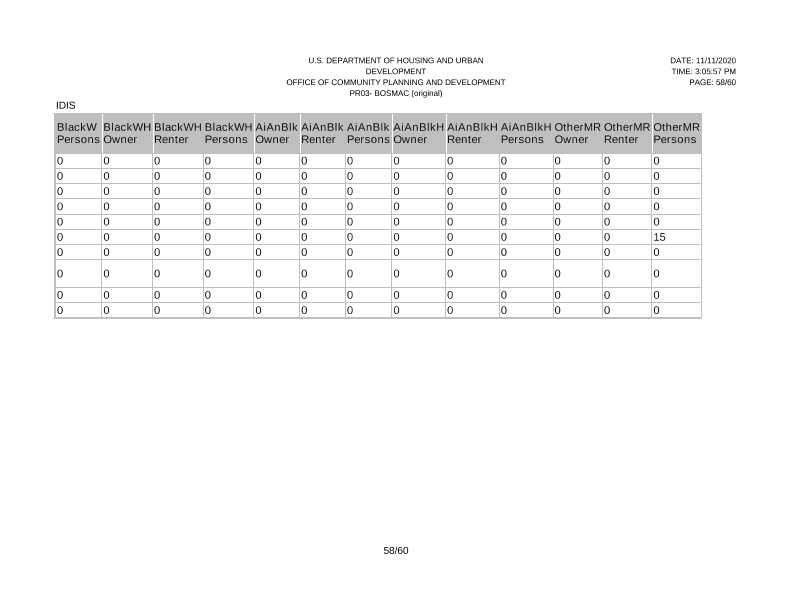 U.S. DEPARTMENT OF HOUSING AND URBAN DATE: 11/11/2020
DEVELOPMENT TIME: 3:05:57 PM
OFFICE OF COMMUNITY PLANNING AND DEVELOPMENT PAGE: 58/60
PR03- BOSMAC (original)
IDIS
BlackW BlackWH BlackWH BlackWH AiAnBlk AiAnBlk AiAnBlk AiAnBlkH AiAnBlkH AiAnBlkH OtherMR OtherMR OtherMR
Persons Owner Renter Persons Owner Renter Persons Owner Renter Persons Owner Renter Persons
0 0 0 0 0 0 0 0 0 0 0 0 0
0 0 0 0 0 0 0 0 0 0 0 0 0
0 0 0 0 0 0 0 0 0 0 0 0 0
0 0 0 0 0 0 0 0 0 0 0 0 0
0 0 0 0 0 0 0 0 0 0 0 0 0
0 0 0 0 0 0 0 0 0 0 0 0 15
0 0 0 0 0 0 0 0 0 0 0 0 0
0 0 0 0 0 0 0 0 0 0 0 0 0
0 0 0 0 0 0 0 0 0 0 0 0 0
0 0 0 0 0 0 0 0 0 0 0 0 0
58/60